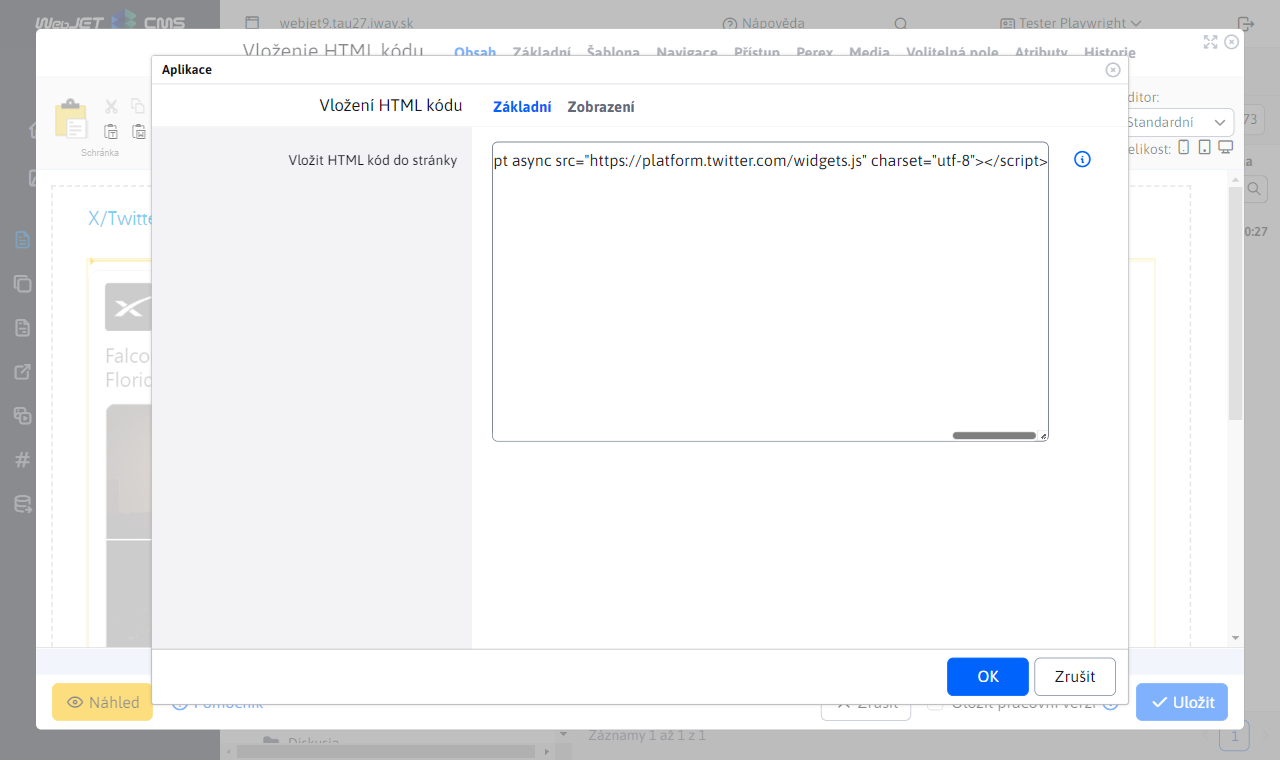 WebJET CMS
webjet9.tau27.iway.sk
Nápověda
Tester Playwright
Vložení HTML kódu
Obsah Základní Šablona Navigace Přístup Perex Media Volitelná pole Atributy Historie
Aplikace
Vložení HTML kódu
Základní Zobrazení
Vložit HTML kód do stránky
pt async src="https://platform.twitter.com/widgets.js" charset="utf-8"></script>
Schránka
ditor:
Standardní
elikost:
73
a
0:27
X/Twitte
Falco
Florid
OK
Zrušit
Náhled
Pomocník
Zrušit
Uložit pracovní verzi
Uložit
Diskusia
Záznamy 1 až 1 z 1
1